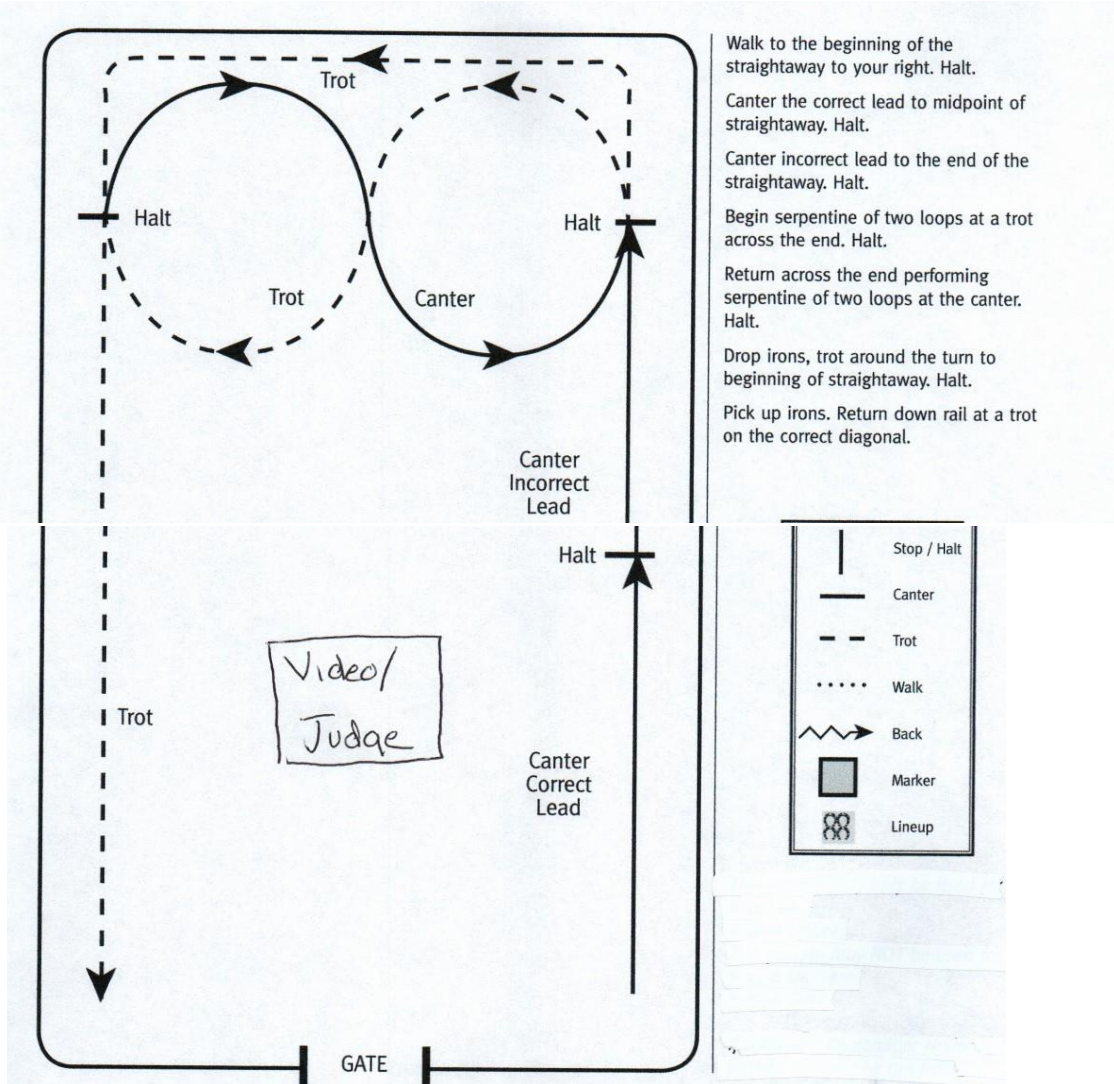 Trot
Halt
Halt
Trot
Canter
Canter
Incorrect
Lead
Halt
Video/
Judge
Trot
Canter
Correct
Lead
GATE
Walk to the beginning of the
straightaway to your right. Halt.
Canter the correct lead to midpoint of
straightaway. Halt.
Canter incorrect lead to the end of the
straightaway. Halt.
Begin serpentine of two loops at a trot
across the end. Halt.
Return across the end performing
serpentine of two loops at the canter.
Halt.
Drop irons, trot around the turn to
beginning of straightaway. Halt.
Pick up irons. Return down rail at a trot
on the correct diagonal.
Stop / Halt
Canter
Trot
Walk
Back
Marker
Lineup